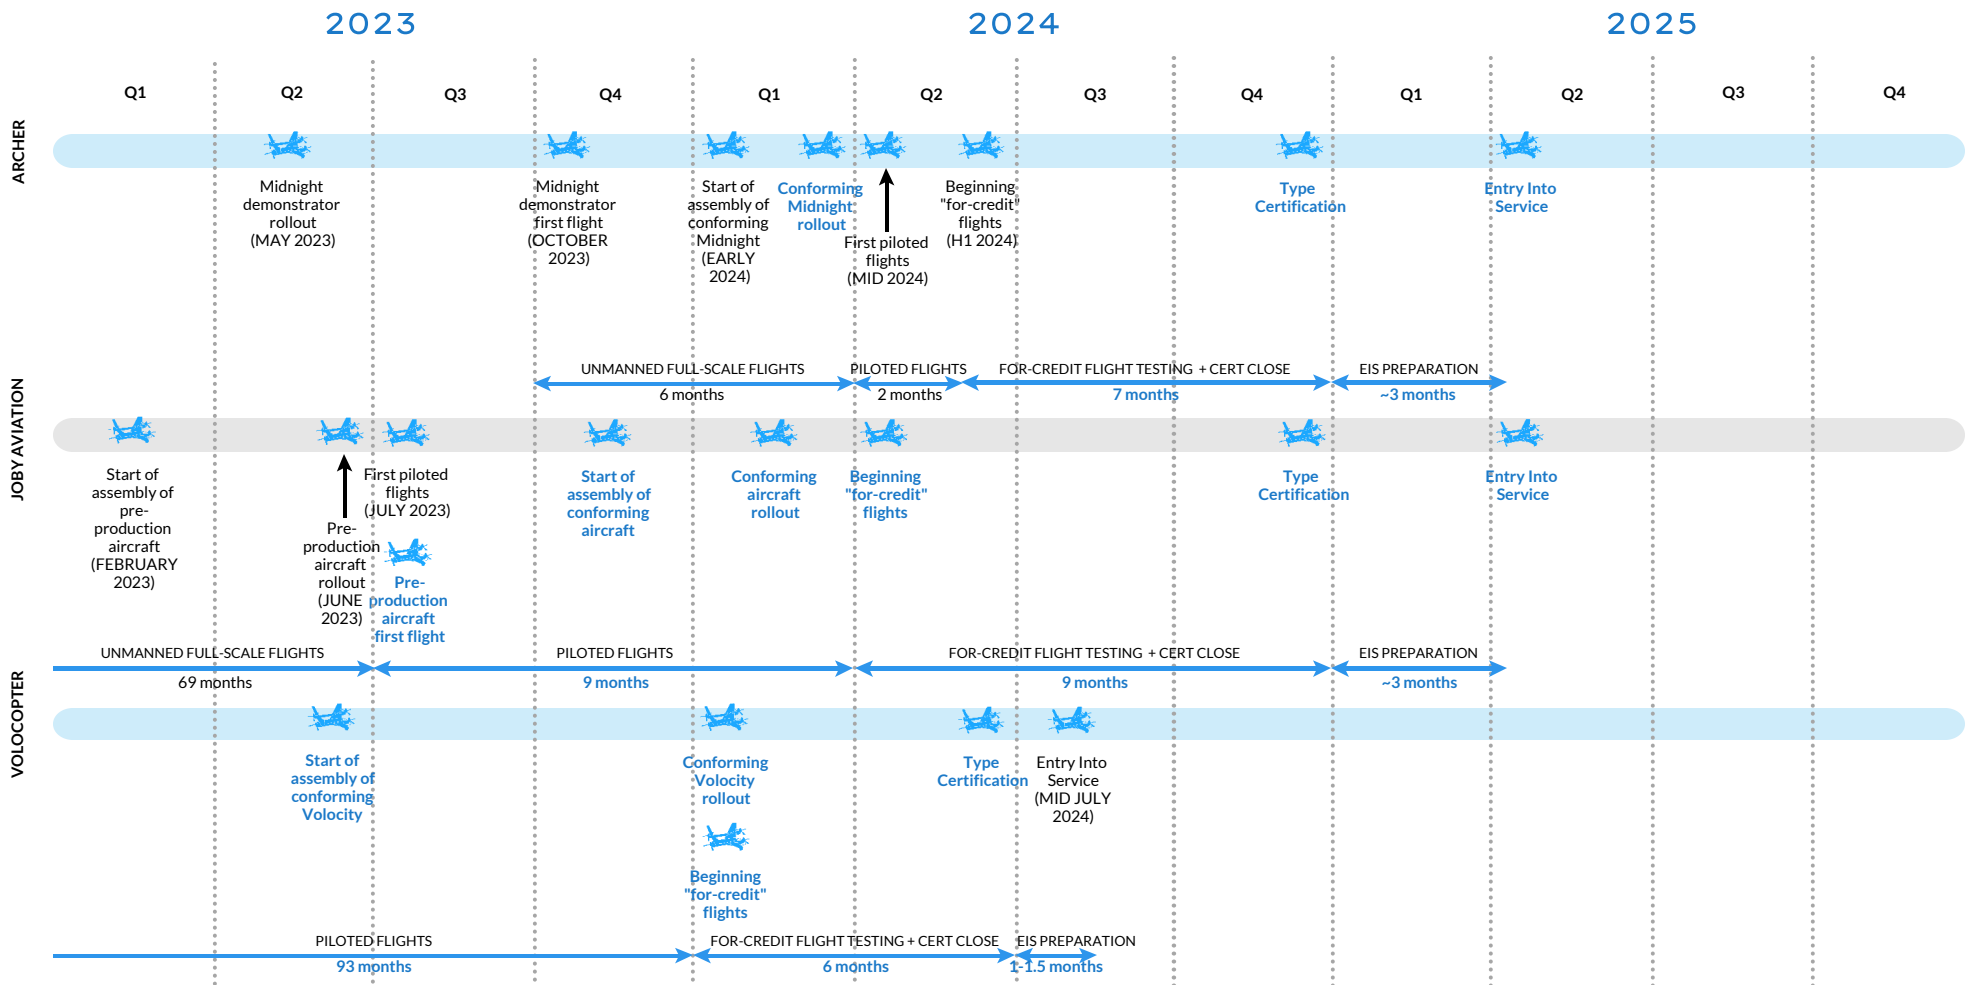 2023
2024
2025
Q1
Q2
Q3
Q4
Q1
Q2
Q3
Q4
Q1
Q2
Q3
Q4
ARCHER
Midnight
demonstrator
rollout
(MAY 2023)
Midnight
demonstrator
first flight
(OCTOBER
2023)
Start of
assembly of
conforming
Midnight
(EARLY
2024)
Conforming
Midnight
rollout
First piloted
flights
(MID 2024)
Beginning
"for-credit"
flights
(H1 2024)
Type
Certification
Entry Into
Service
UNMANNED FULL-SCALE FLIGHTS
6 months
PILOTED FLIGHTS
2 months
FOR-CREDIT FLIGHT TESTING + CERT CLOSE
7 months
EIS PREPARATION
~3 months
JOBY AVIATION
Start of
assembly of
pre-
production
aircraft
(FEBRUARY
2023)
Pre-
production
aircraft
rollout
(JUNE
2023)
First piloted
flights
(JULY 2023)
Pre-
production
aircraft
first flight
Start of
assembly of
conforming
aircraft
Conforming
aircraft
rollout
Beginning
"for-credit"
flights
Type
Certification
Entry Into
Service
UNMANNED FULL-SCALE FLIGHTS
69 months
PILOTED FLIGHTS
9 months
FOR-CREDIT FLIGHT TESTING + CERT CLOSE
9 months
EIS PREPARATION
~3 months
VOLOCOPTER
Start of
assembly of
conforming
Volocity
Conforming
Volocity
rollout
Beginning
"for-credit"
flights
Type
Certification
Entry Into
Service
(MID JULY
2024)
PILOTED FLIGHTS
93 months
FOR-CREDIT FLIGHT TESTING + CERT CLOSE
6 months
EIS PREPARATION
1-1.5 months